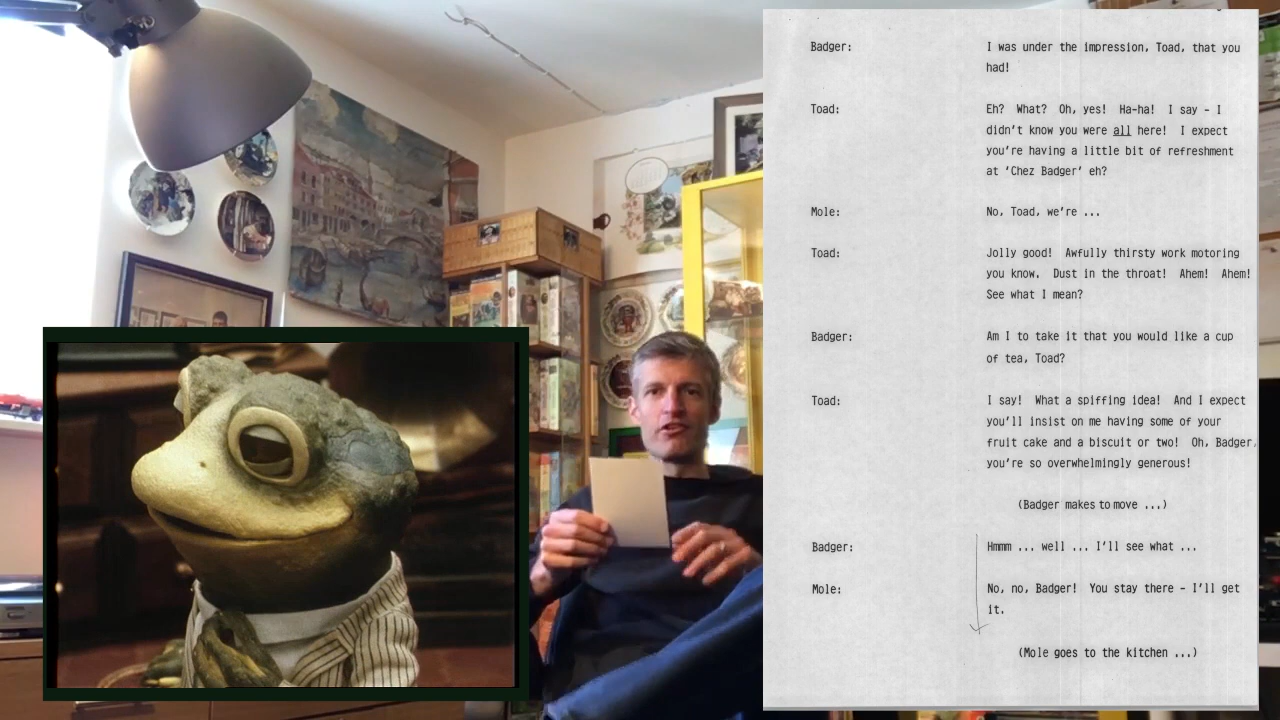 Badger: I was under the impression, Toad, that you
had!
Toad: Eh? What? Oh, yes! Ha-ha! I say - I
didn't know you were all here! I expect
you're having a little bit of refreshment
at 'Chez Badger' eh?
Mole: No, Toad, we're ...
Toad: Jolly good! Awfully thirsty work motoring
you know. Dust in the throat! Ahem! Ahem!
See what I mean?
Badger: Am I to take it that you would like a cup
of tea, Toad?
Toad: I say! What a spiffing idea! And I expect
you'll insist on me having some of your
fruit cake and a biscuit or two! Oh, Badger,
you're so overwhelmingly generous!
(Badger makes to move ...)
Badger: Hmmm ... well ... I'll see what ...
Mole: No, no, Badger! You stay there - I'll get
it.
(Mole goes to the kitchen ...)